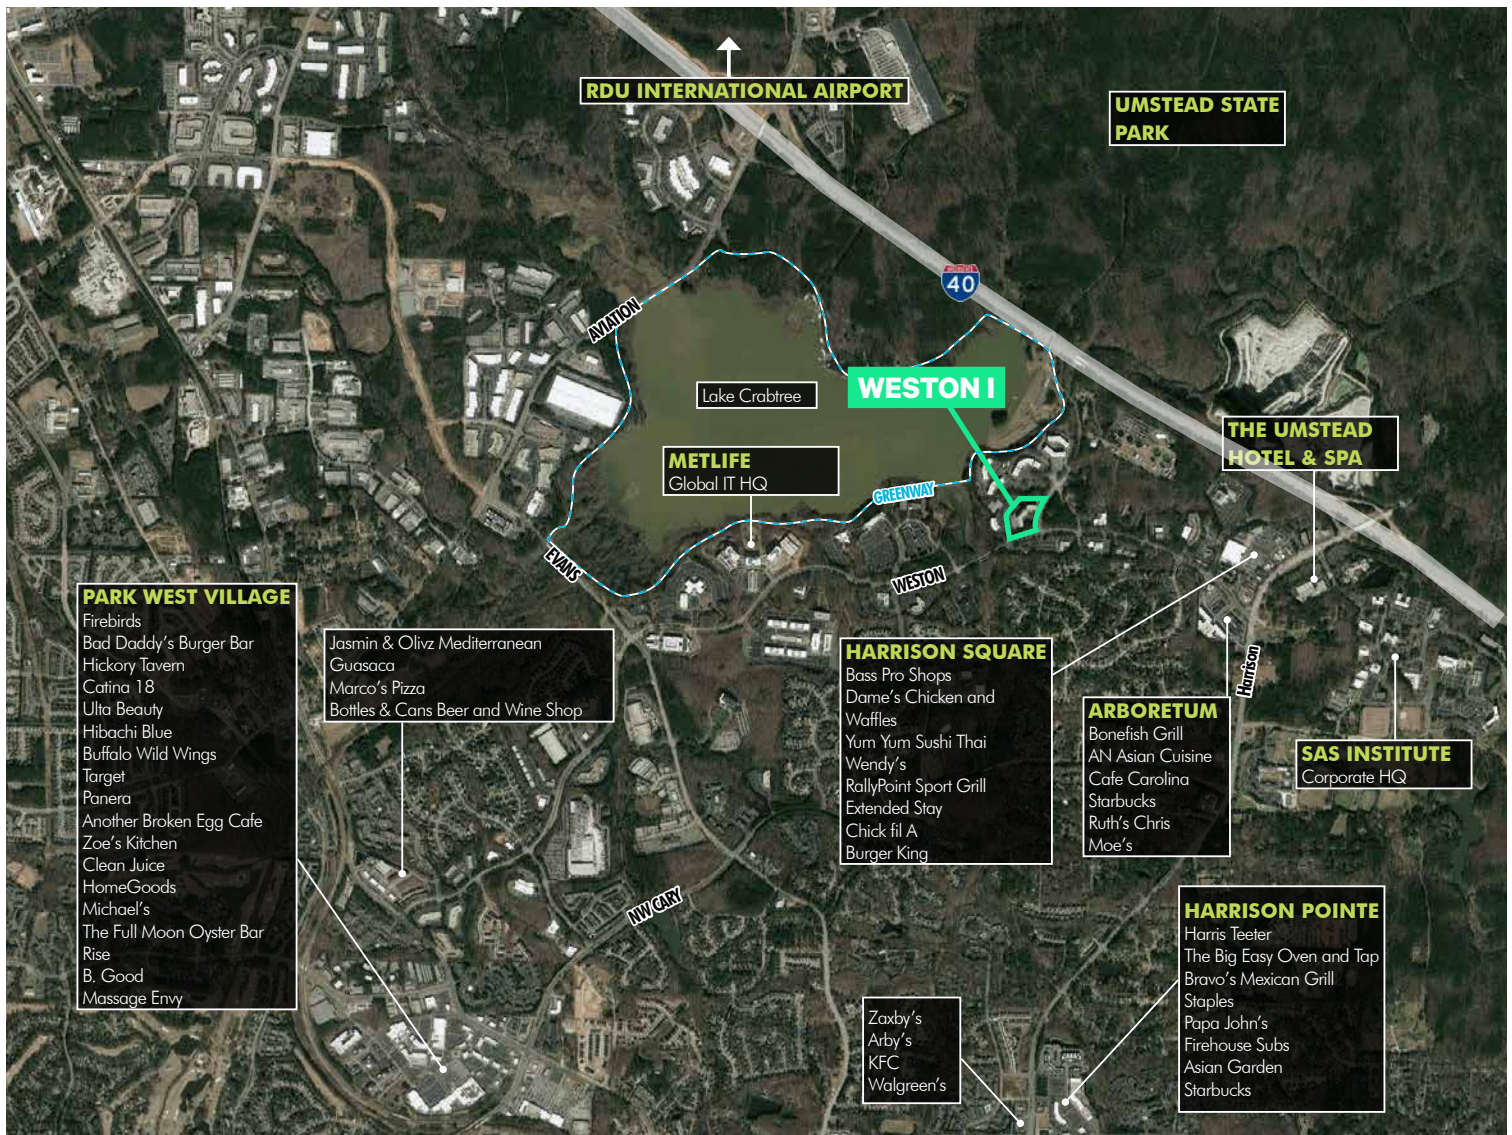 RDU INTERNATIONAL AIRPORT
UMSTEAD STATE
PARK
INTERSTATE
40
AVIATION
Lake Crabtree
WESTON I
METLIFE
Global IT HQ
GREENWAY
THE UMSTEAD
HOTEL & SPA
EVANS
WESTON
PARK WEST VILLAGE
Firebirds
Bad Daddy's Burger Bar
Hickory Tavern
Catina 18
Ulta Beauty
Hibachi Blue
Buffalo Wild Wings
Target
Panera
Another Broken Egg Cafe
Zoe's Kitchen
Clean Juice
HomeGoods
Michael's
The Full Moon Oyster Bar
Rise
B. Good
Massage Envy
Jasmin & Olivz Mediterranean
Guasaca
Marco's Pizza
Bottles & Cans Beer and Wine Shop
HARRISON SQUARE
Bass Pro Shops
Dame's Chicken and
Waffles
Yum Yum Sushi Thai
Wendy's
RallyPoint Sport Grill
Extended Stay
Chick fil A
Burger King
Harrison
ARBORETUM
Bonefish Grill
AN Asian Cuisine
Cafe Carolina
Starbucks
Ruth's Chris
Moe's
SAS INSTITUTE
Corporate HQ
NW CARY
HARRISON POINTE
Harris Teeter
The Big Easy Oven and Tap
Bravo's Mexican Grill
Staples
Papa John's
Firehouse Subs
Asian Garden
Starbucks
Zaxby's
Arby's
KFC
Walgreen's